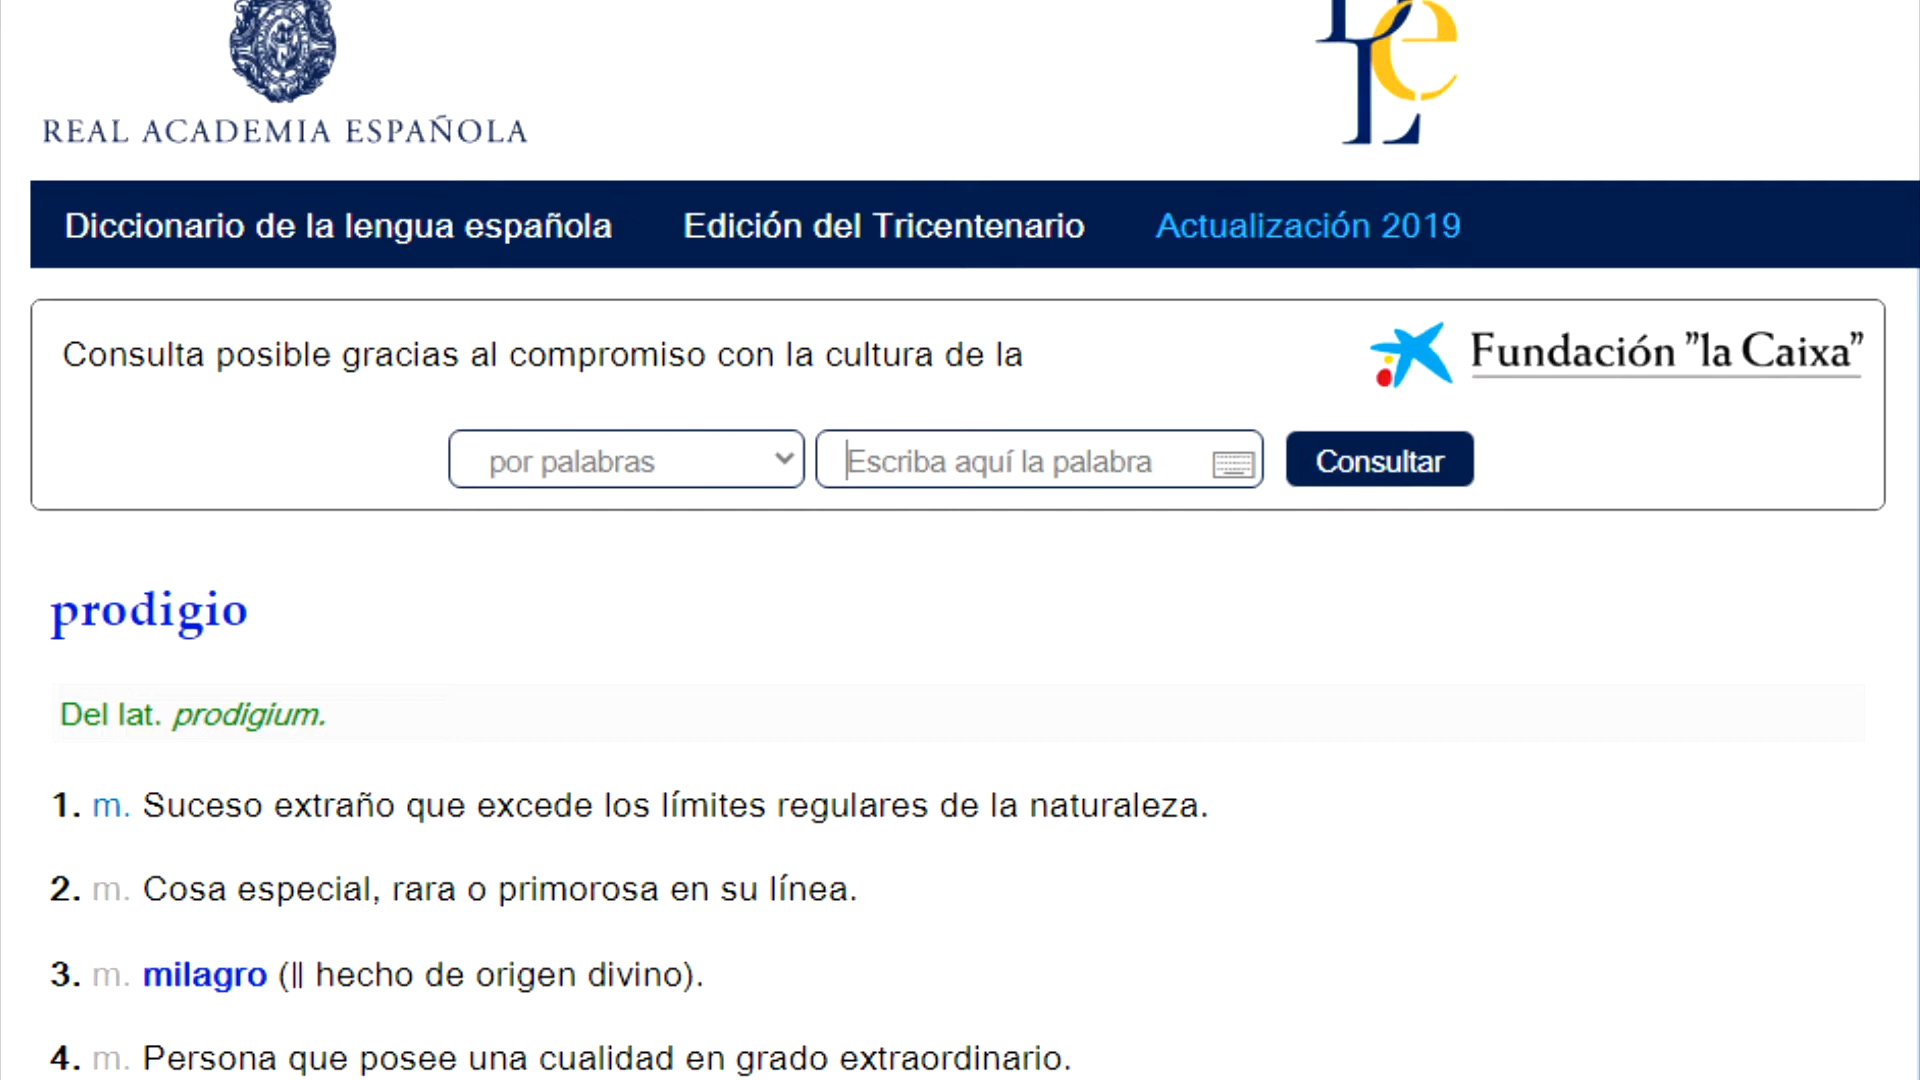 REAL ACADEMIA ESPAÑOLA
Diccionario de la lengua española Edición del Tricentenario Actualización 2019
Consulta posible gracias al compromiso con la cultura de la Fundación "la Caixa"
por palabras Escriba aquí la palabra Consultar
prodigio
Del lat. prodigium.
1. m. Suceso extraño que excede los límites regulares de la naturaleza.
2. m. Cosa especial, rara o primorosa en su línea.
3. m. milagro (ǁ hecho de origen divino).
4. m. Persona que posee una cualidad en grado extraordinario.